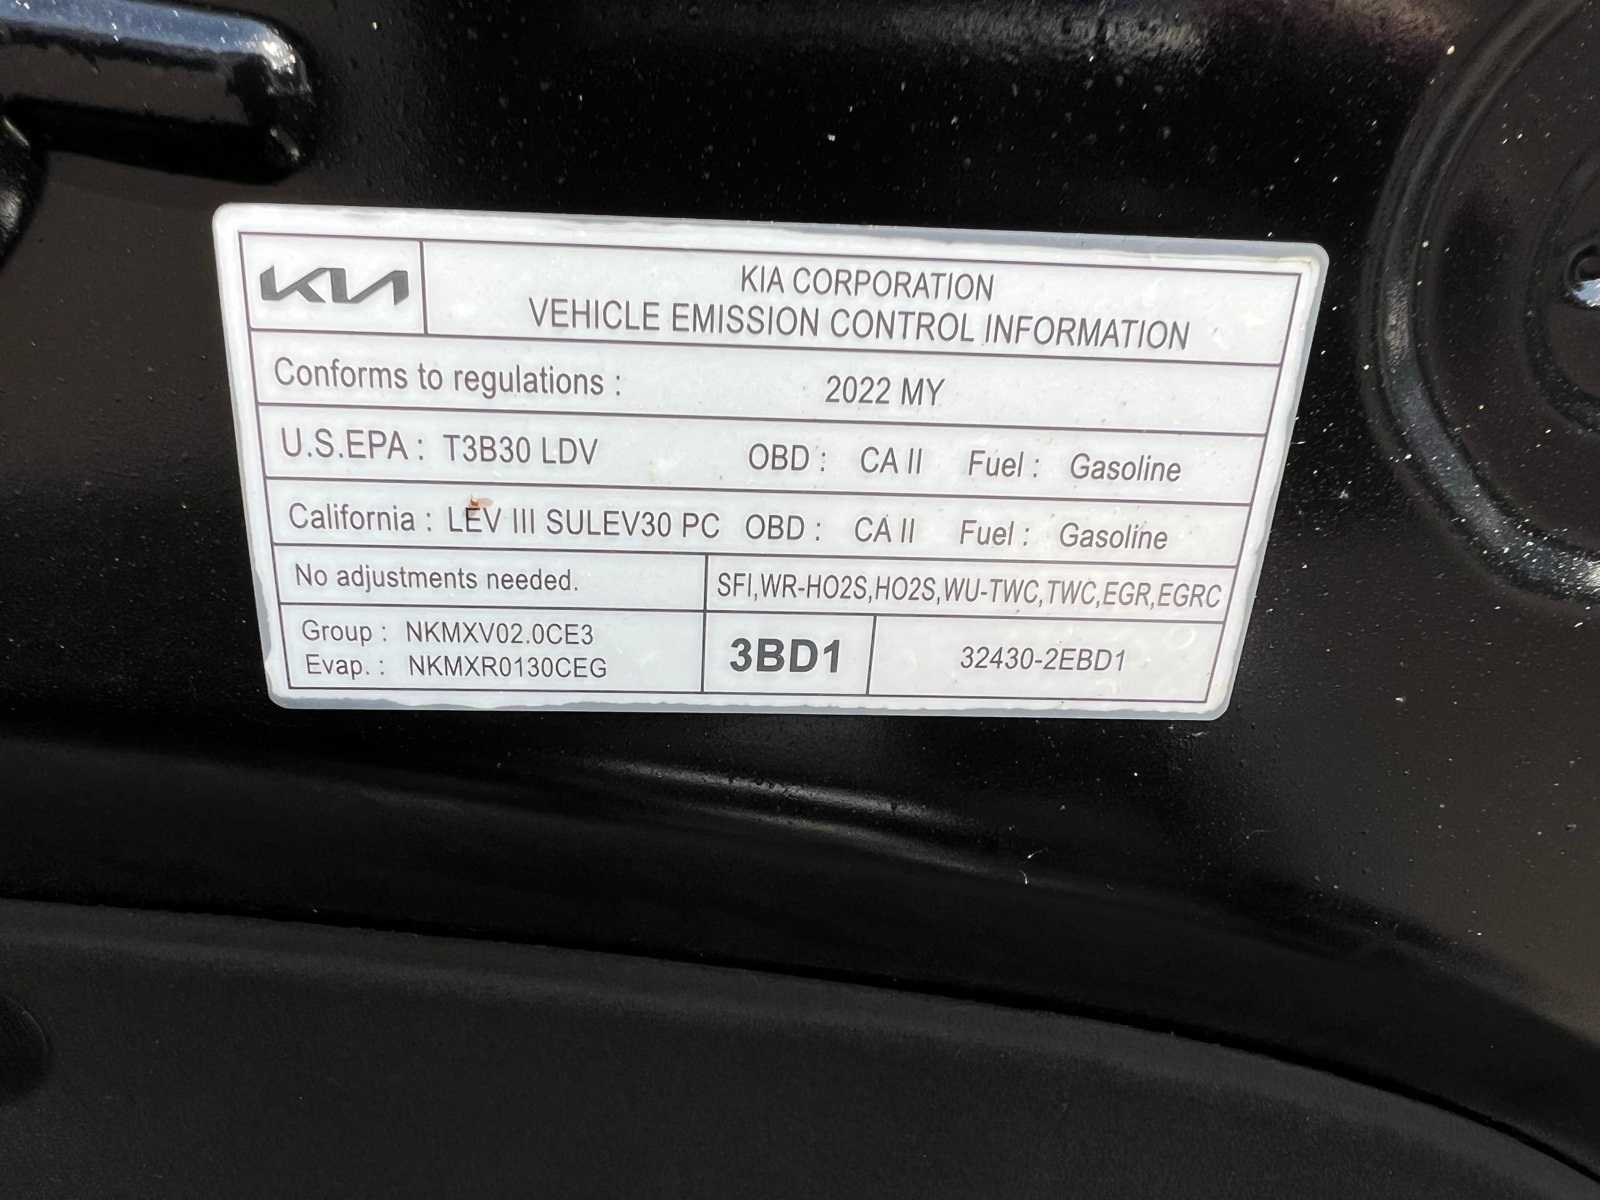 KIA
KIA CORPORATION
VEHICLE EMISSION CONTROL INFORMATION
Conforms to regulations : 2022 MY
U.S.EPA : T3B30 LDV OBD : CA II Fuel : Gasoline
California : LEV III SULEV30 PC OBD : CA II Fuel : Gasoline
No adjustments needed. SFI,WR-HO2S,HO2S,WU-TWC,TWC,EGR,EGRC
Group : NKMXV02.0CE3
Evap. : NKMXR0130CEG
3BD1
32430-2EBD1